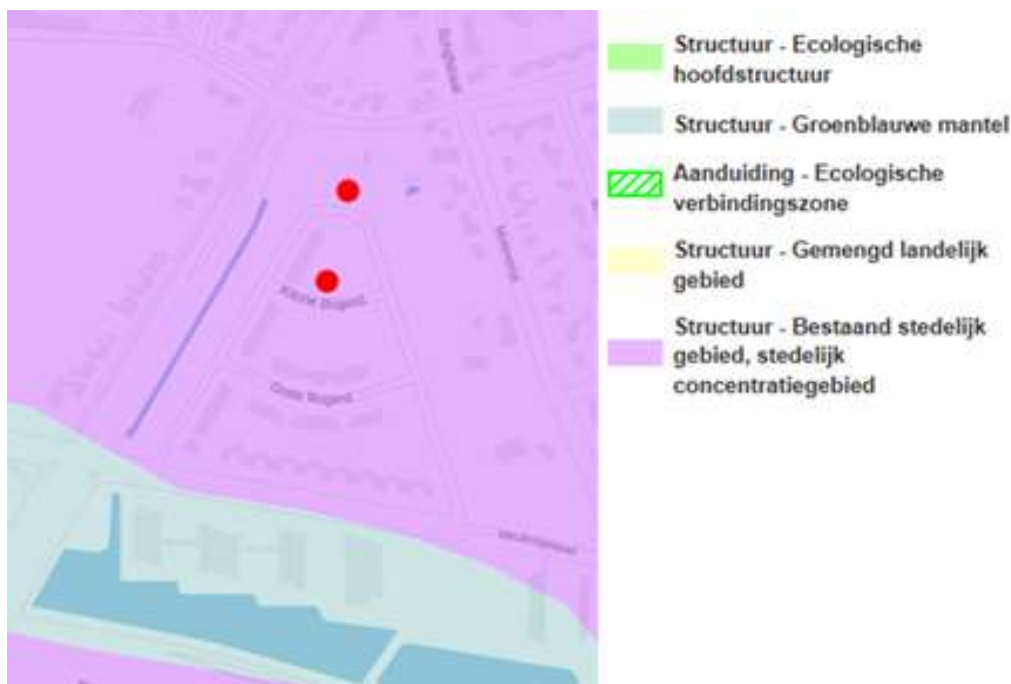 Structuur - Ecologische
hoofdstructuur
Structuur - Groenblauwe mantel
Aanduiding - Ecologische
verbindingszone
Structuur - Gemengd landelijk
gebied
Structuur - Bestaand stedelijk
gebied, stedelijk
concentratiegebied